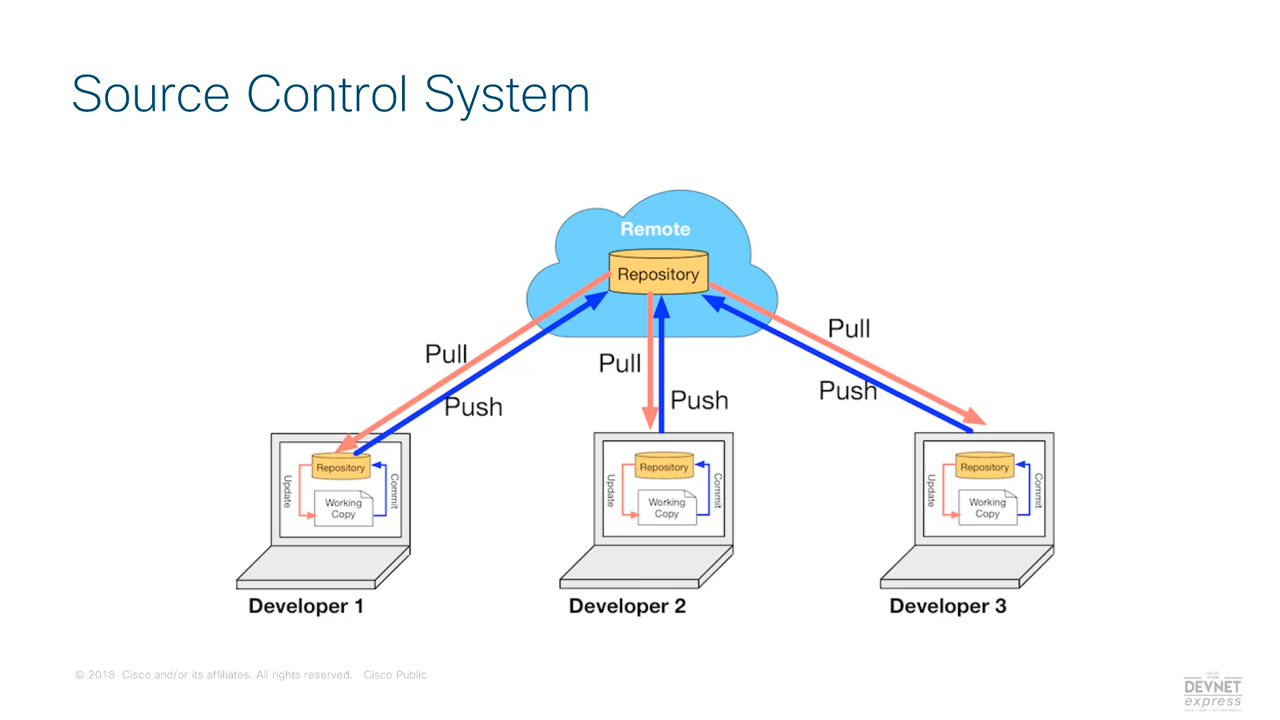 Source Control System
Remote
Repository
Pull
Push
Pull
Push
Pull
Push
Repository
Update
Working
Copy
Commit
Repository
Update
Working
Copy
Commit
Repository
Update
Working
Copy
Commit
Developer 1
Developer 2
Developer 3
© 2018 Cisco and/or its affiliates. All rights reserved. Cisco Public
DEVNET
express